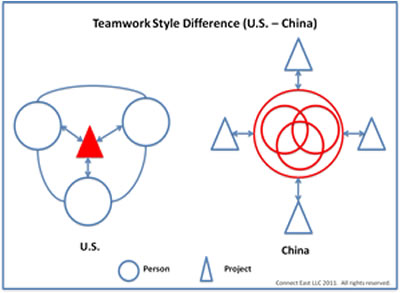 Teamwork Style Difference (U.S. – China)
U.S.
China
Person
Project
Connect East LLC 2011. All rights reserved.